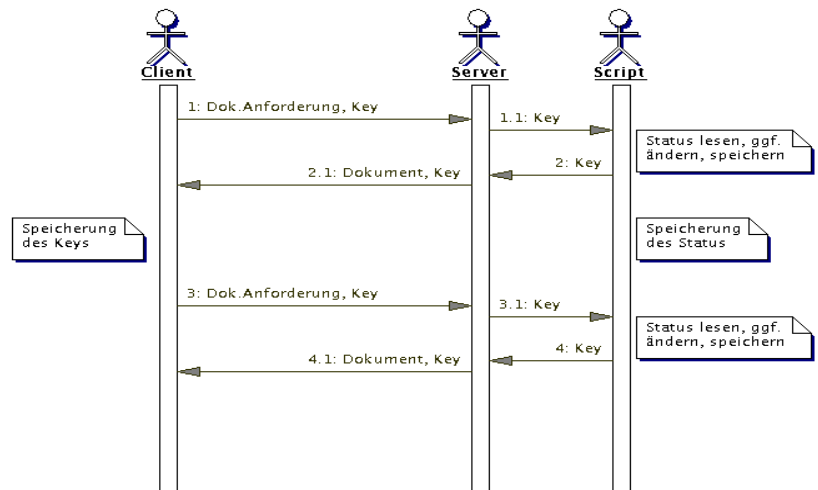 Client
Server
Script
1: Dok.Anforderung, Key
1.1: Key
Status lesen, ggf.
ändern, speichern
2: Key
2.1: Dokument, Key
Speicherung
des Keys
Speicherung
des Status
3: Dok.Anforderung, Key
3.1: Key
Status lesen, ggf.
ändern, speichern
4: Key
4.1: Dokument, Key